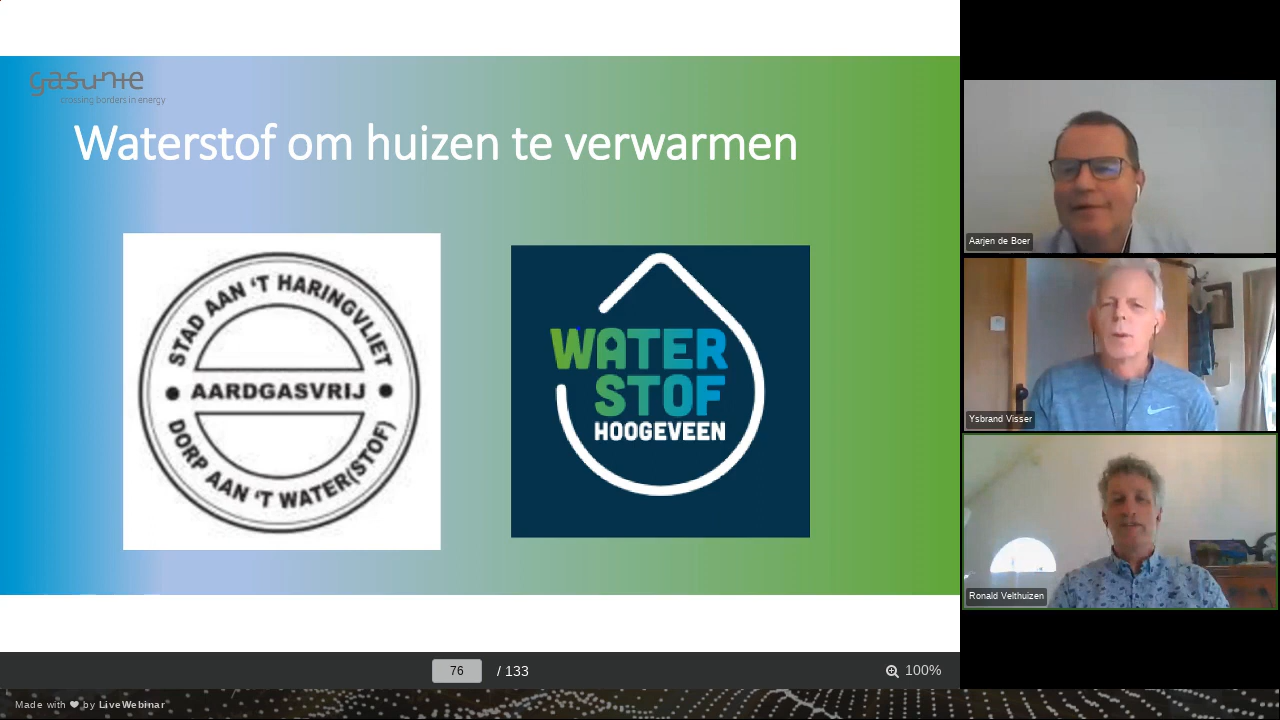 gasunie
crossing borders in energy
Waterstof om huizen te verwarmen
STAD AAN 'T HARINGVLIET
AARDGASVRIJ
DORP AAN 'T WATER(STOF)
WATER
STOF
HOOGEVEEN
Aarjen de Boer
Ysbrand Visser
Ronald Velthuizen
76 / 133
100%
Made with ❤ by LiveWebinar